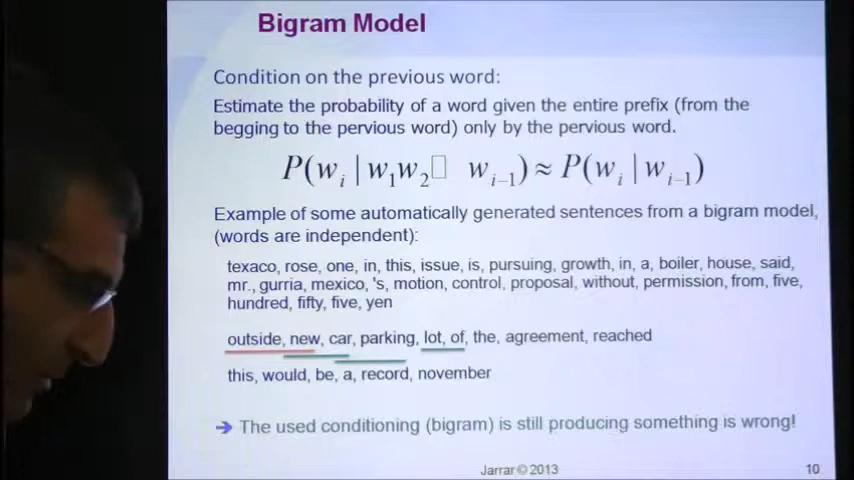 Bigram Model
Condition on the previous word:
Estimate the probability of a word given the entire prefix (from the
begging to the pervious word) only by the pervious word.
P(wᵢ | w₁w₂□ wᵢ₋₁) ≈ P(wᵢ | wᵢ₋₁)
Example of some automatically generated sentences from a bigram model,
(words are independent):
texaco, rose, one, in, this, issue, is, pursuing, growth, in, a, boiler, house, said,
mr., gurria, mexico, 's, motion, control, proposal, without, permission, from, five,
hundred, fifty, five, yen
outside, new, car, parking, lot, of, the, agreement, reached
this, would, be, a, record, november
➔ The used conditioning (bigram) is still producing something is wrong!
Jarrar © 2013 10